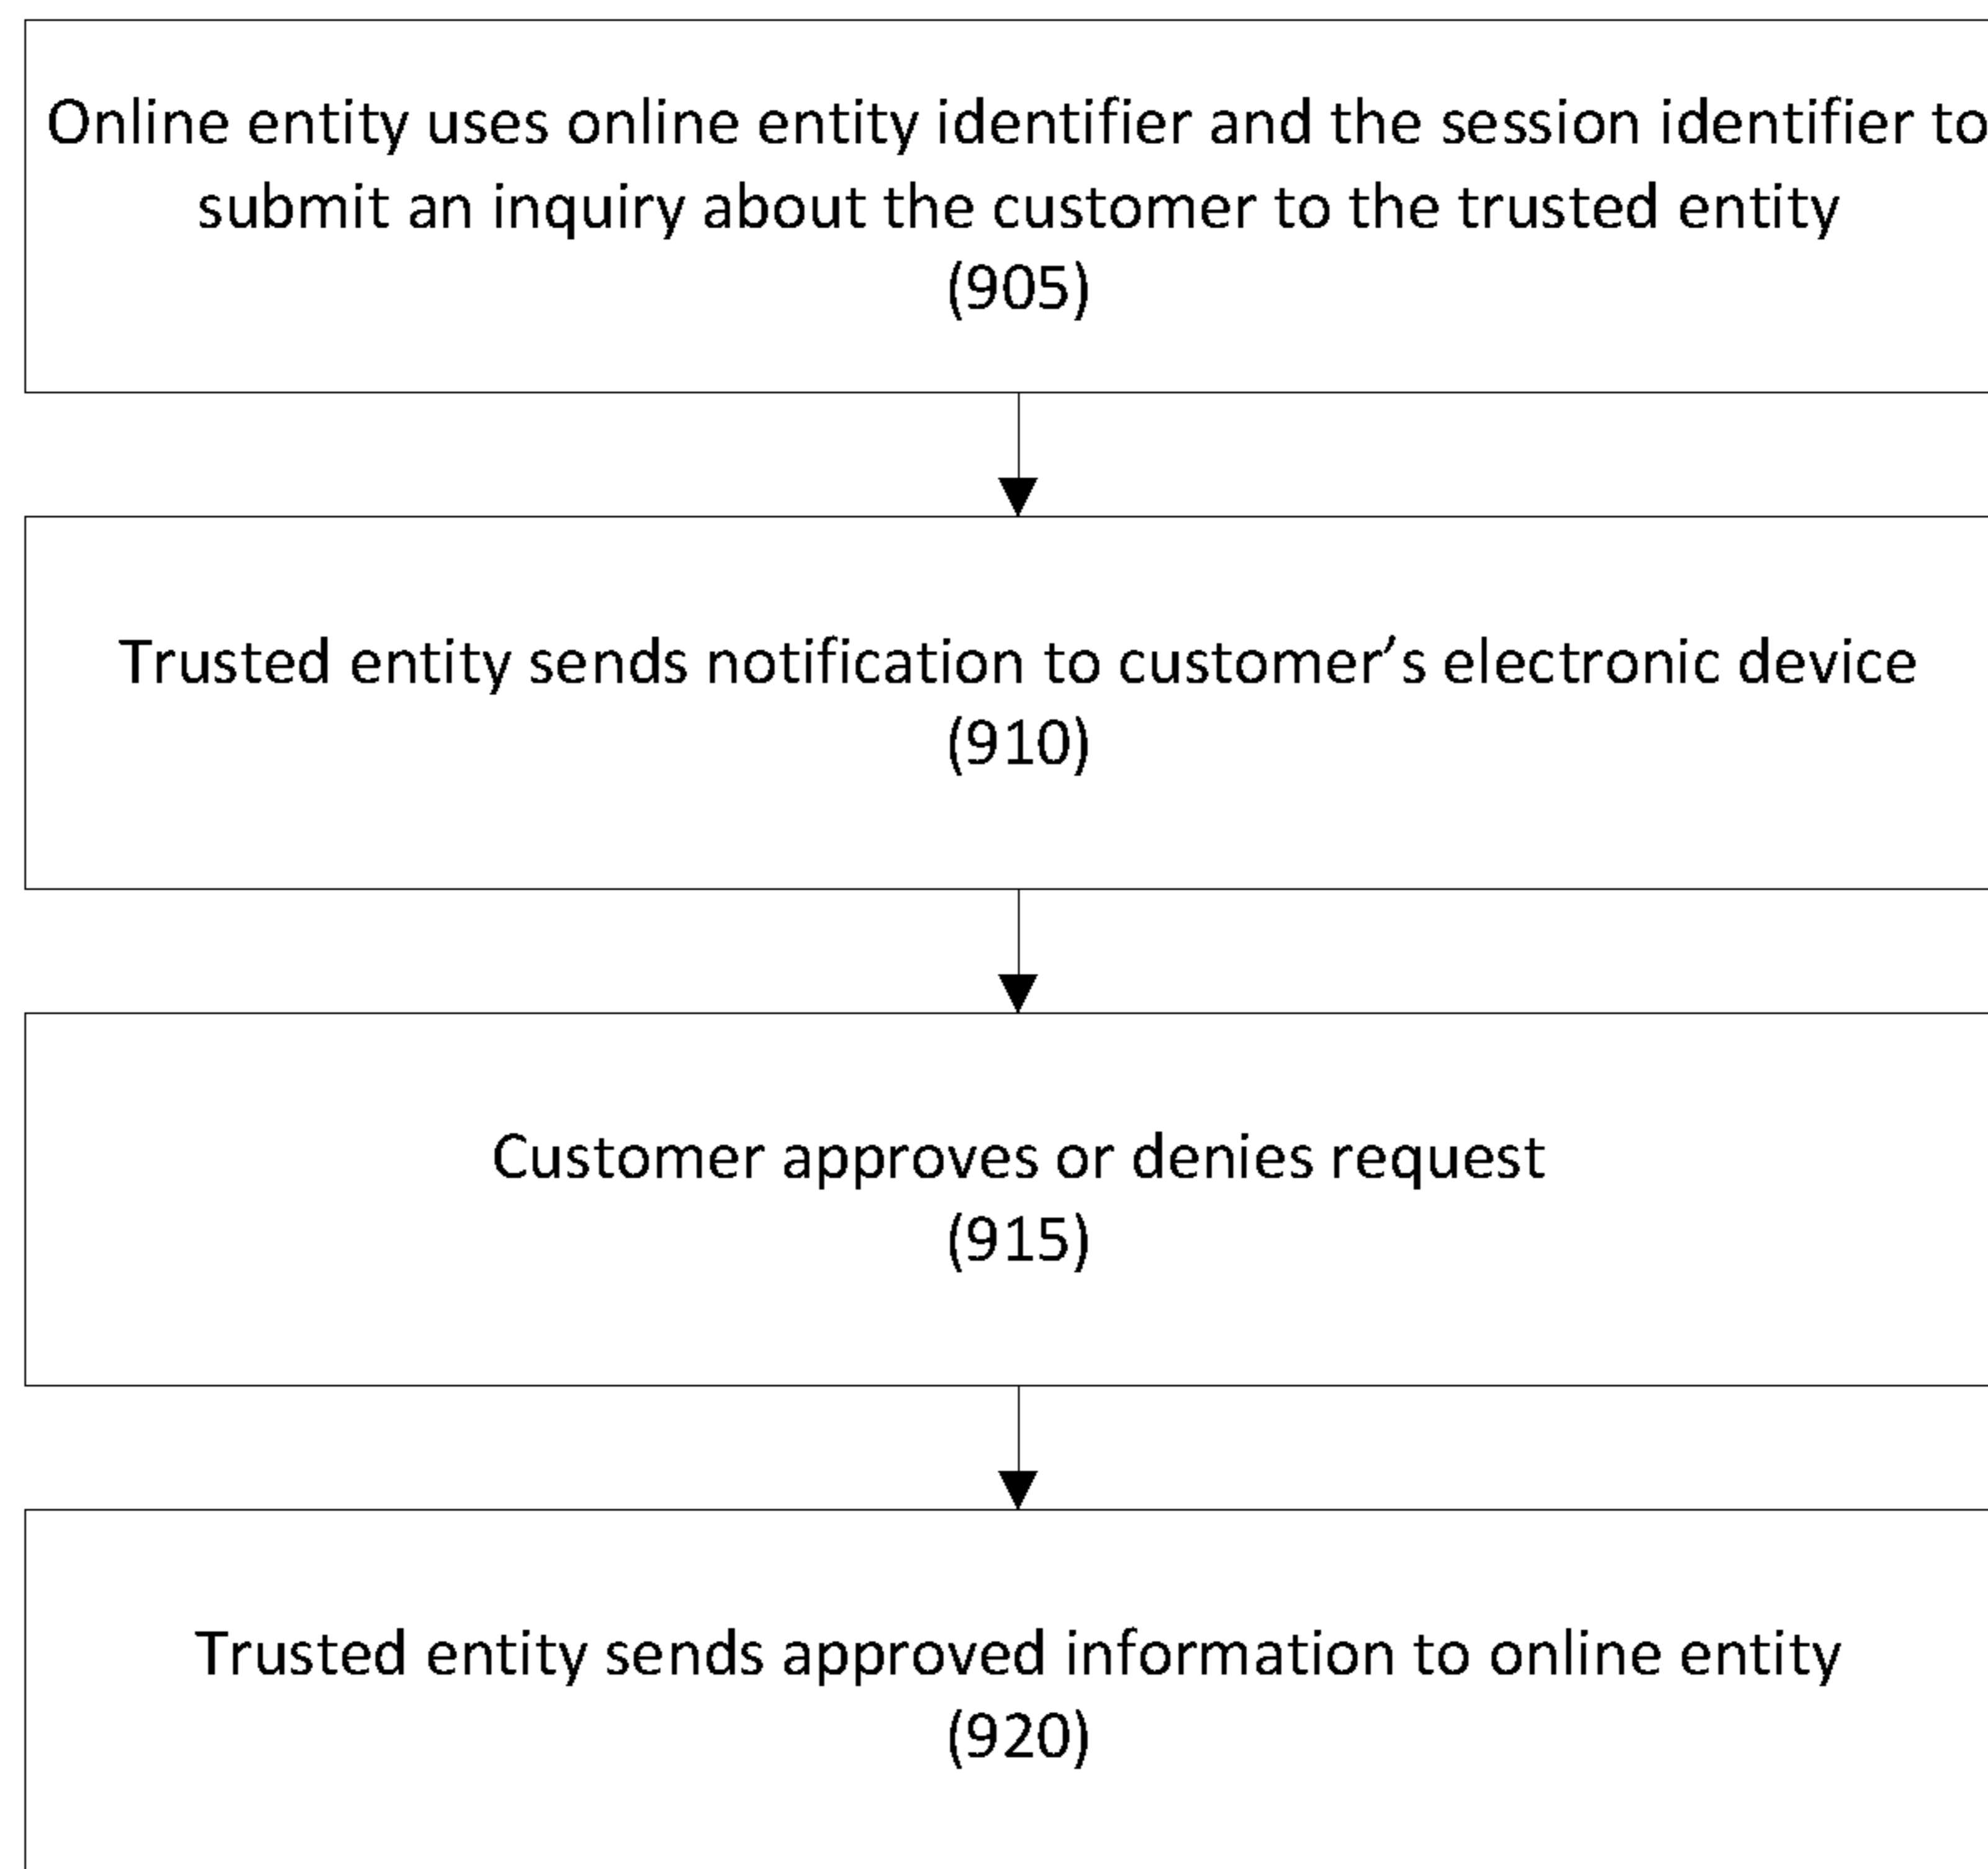 Online entity uses online entity identifier and the session identifier to
submit an inquiry about the customer to the trusted entity
(905)
Trusted entity sends notification to customer’s electronic device
(910)
Customer approves or denies request
(915)
Trusted entity sends approved information to online entity
(920)